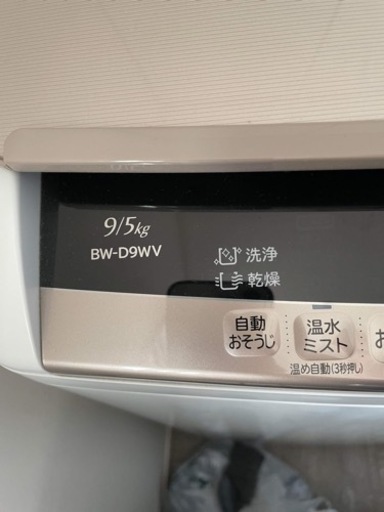 9/5kg
BW-D9WV
洗浄
乾燥
自動
おそうじ
温水
ミスト
お
温め自動(3秒押し)